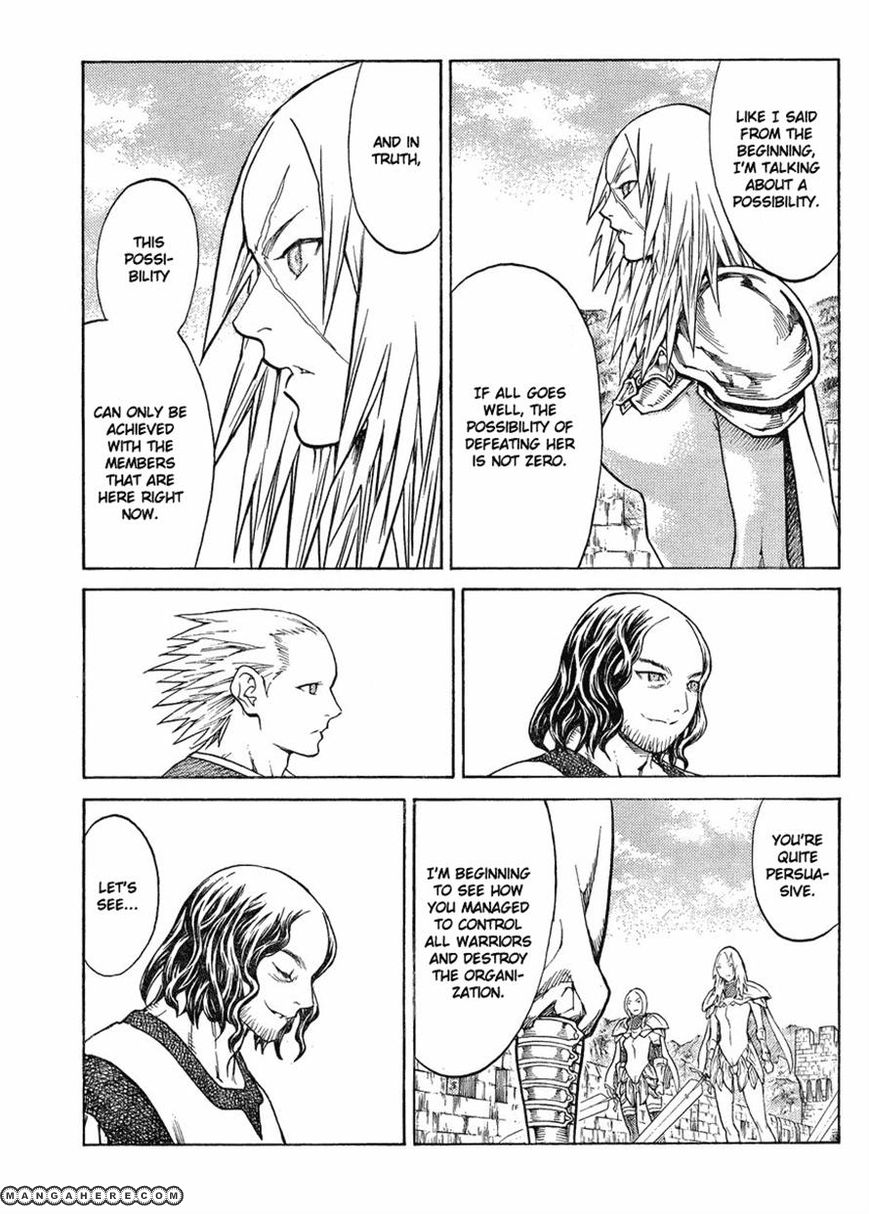 LIKE I SAID
FROM THE
BEGINNING,
I'M TALKING
ABOUT A
POSSIBILITY.
IF ALL GOES
WELL, THE
POSSIBILITY OF
DEFEATING HER
IS NOT ZERO.
AND IN
TRUTH,
THIS
POSSI-
BILITY
CAN ONLY BE
ACHIEVED
WITH THE
MEMBERS
THAT ARE
HERE RIGHT
NOW.
YOU'RE
QUITE
PERSUA-
SIVE.
I'M BEGINNING
TO SEE HOW
YOU MANAGED
TO CONTROL
ALL WARRIORS
AND DESTROY
THE ORGANI-
ZATION.
LET'S
SEE...
MANGAHERE.COM